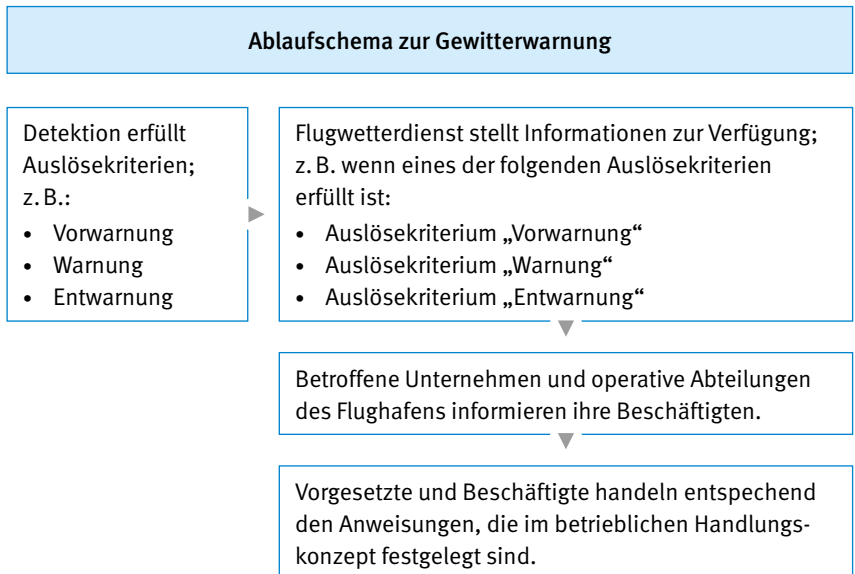 Ablaufschema zur Gewitterwarnung
Detektion erfüllt
Auslösekriterien;
z. B.:
• Vorwarnung
• Warnung
• Entwarnung
Flugwetterdienst stellt Informationen zur Verfügung;
z. B. wenn eines der folgenden Auslösekriterien
erfüllt ist:
• Auslösekriterium „Vorwarnung“
• Auslösekriterium „Warnung“
• Auslösekriterium „Entwarnung“
Betroffene Unternehmen und operative Abteilungen
des Flughafens informieren ihre Beschäftigten.
Vorgesetzte und Beschäftigte handeln entspechend
den Anweisungen, die im betrieblichen Handlungs-
konzept festgelegt sind.